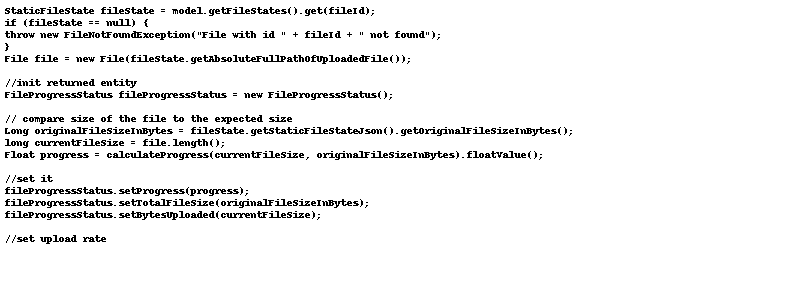 StaticFileState fileState = model.getFileStates().get(fileId);
if (fileState == null) {
throw new FileNotFoundException("File with id " + fileId + " not found");
}
File file = new File(fileState.getAbsoluteFullPathOfUploadedFile());
//init returned entity
FileProgressStatus fileProgressStatus = new FileProgressStatus();
// compare size of the file to the expected size
Long originalFileSizeInBytes = fileState.getStaticFileStateJson().getOriginalFileSizeInBytes();
long currentFileSize = file.length();
Float progress = calculateProgress(currentFileSize, originalFileSizeInBytes).floatValue();
//set it
fileProgressStatus.setProgress(progress);
fileProgressStatus.setTotalFileSize(originalFileSizeInBytes);
fileProgressStatus.setBytesUploaded(currentFileSize);
//set upload rate